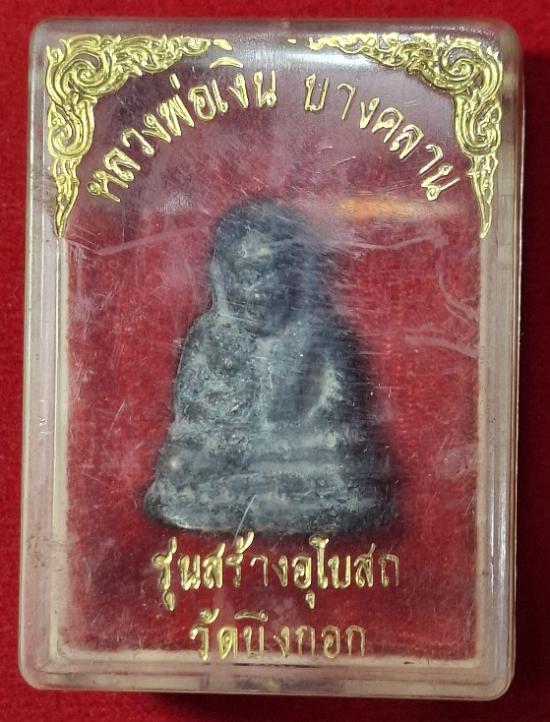 หลวงพ่อเงิน บางคลาน
รุ่นสร้างอุโบสถ
วัดบึงกอก